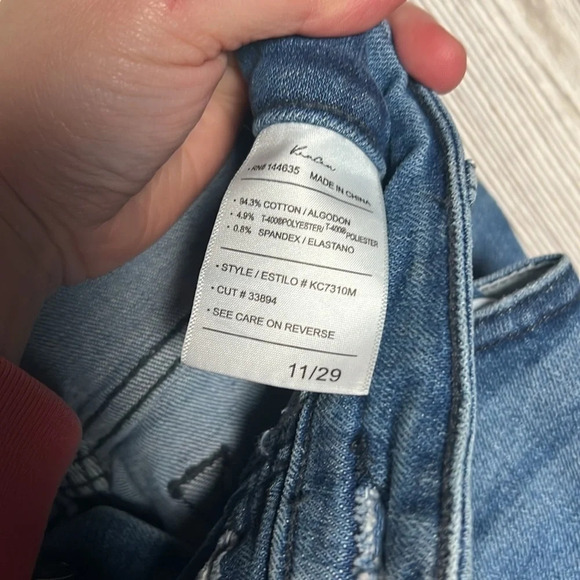 KanCan
• RN# 144635 MADE IN CHINA
• 94.3% COTTON / ALGODON
• 4.9% T-400®POLYESTER/ T-400®POLIESTER
• 0.8% SPANDEX / ELASTANO
• STYLE / ESTILO # KC7310M
• CUT # 33894
• SEE CARE ON REVERSE
11/29